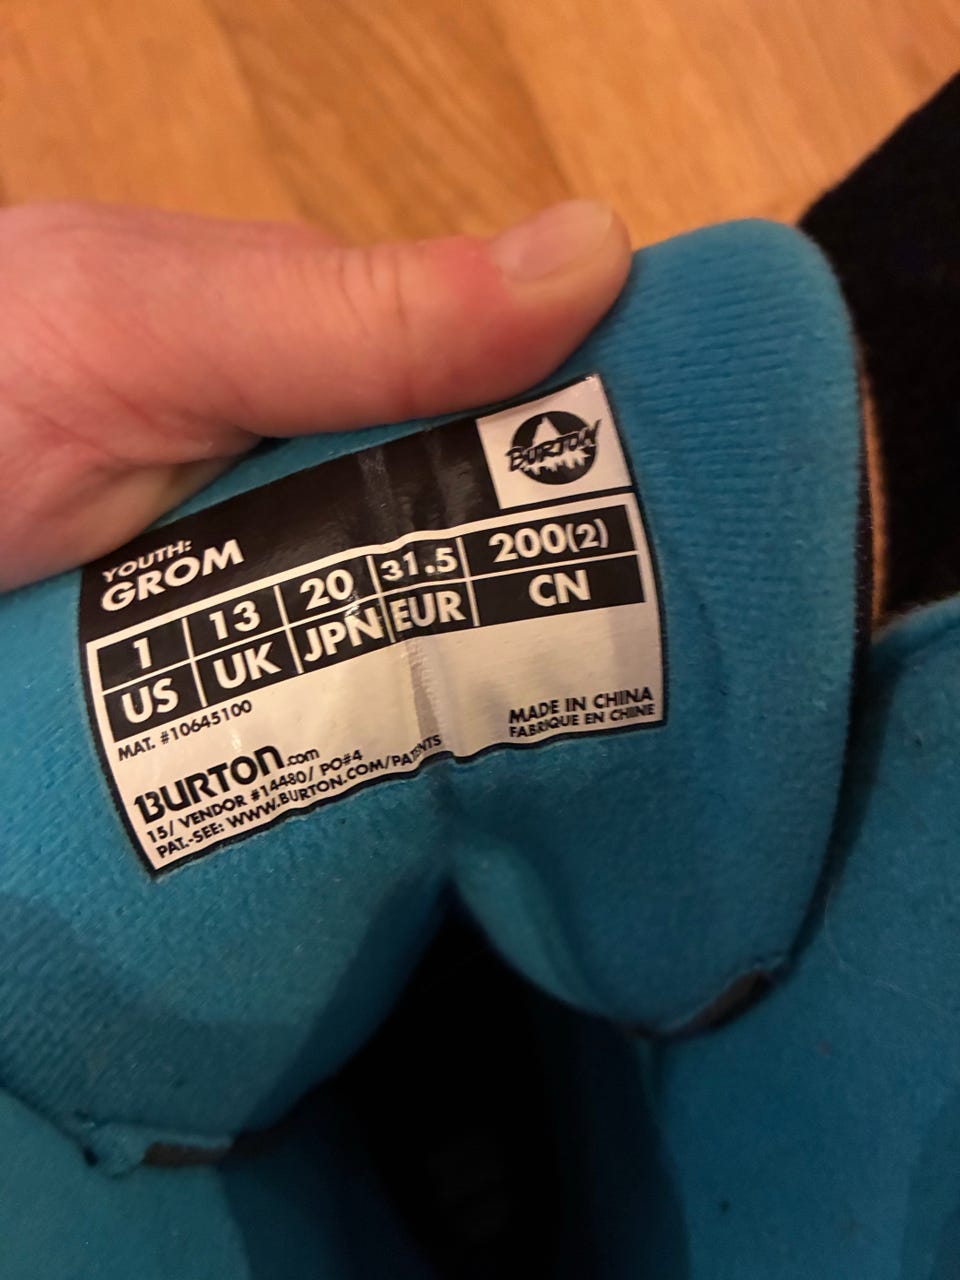 BURTON
YOUTH:
GROM
1 13 20 31.5 200(2)
US UK JPN EUR CN
MAT. #10645100
MADE IN CHINA
FABRIQUE EN CHINE
BURTON.com
15/ VENDOR #14480/ PO#4
PAT.-SEE: WWW.BURTON.COM/PATENTS